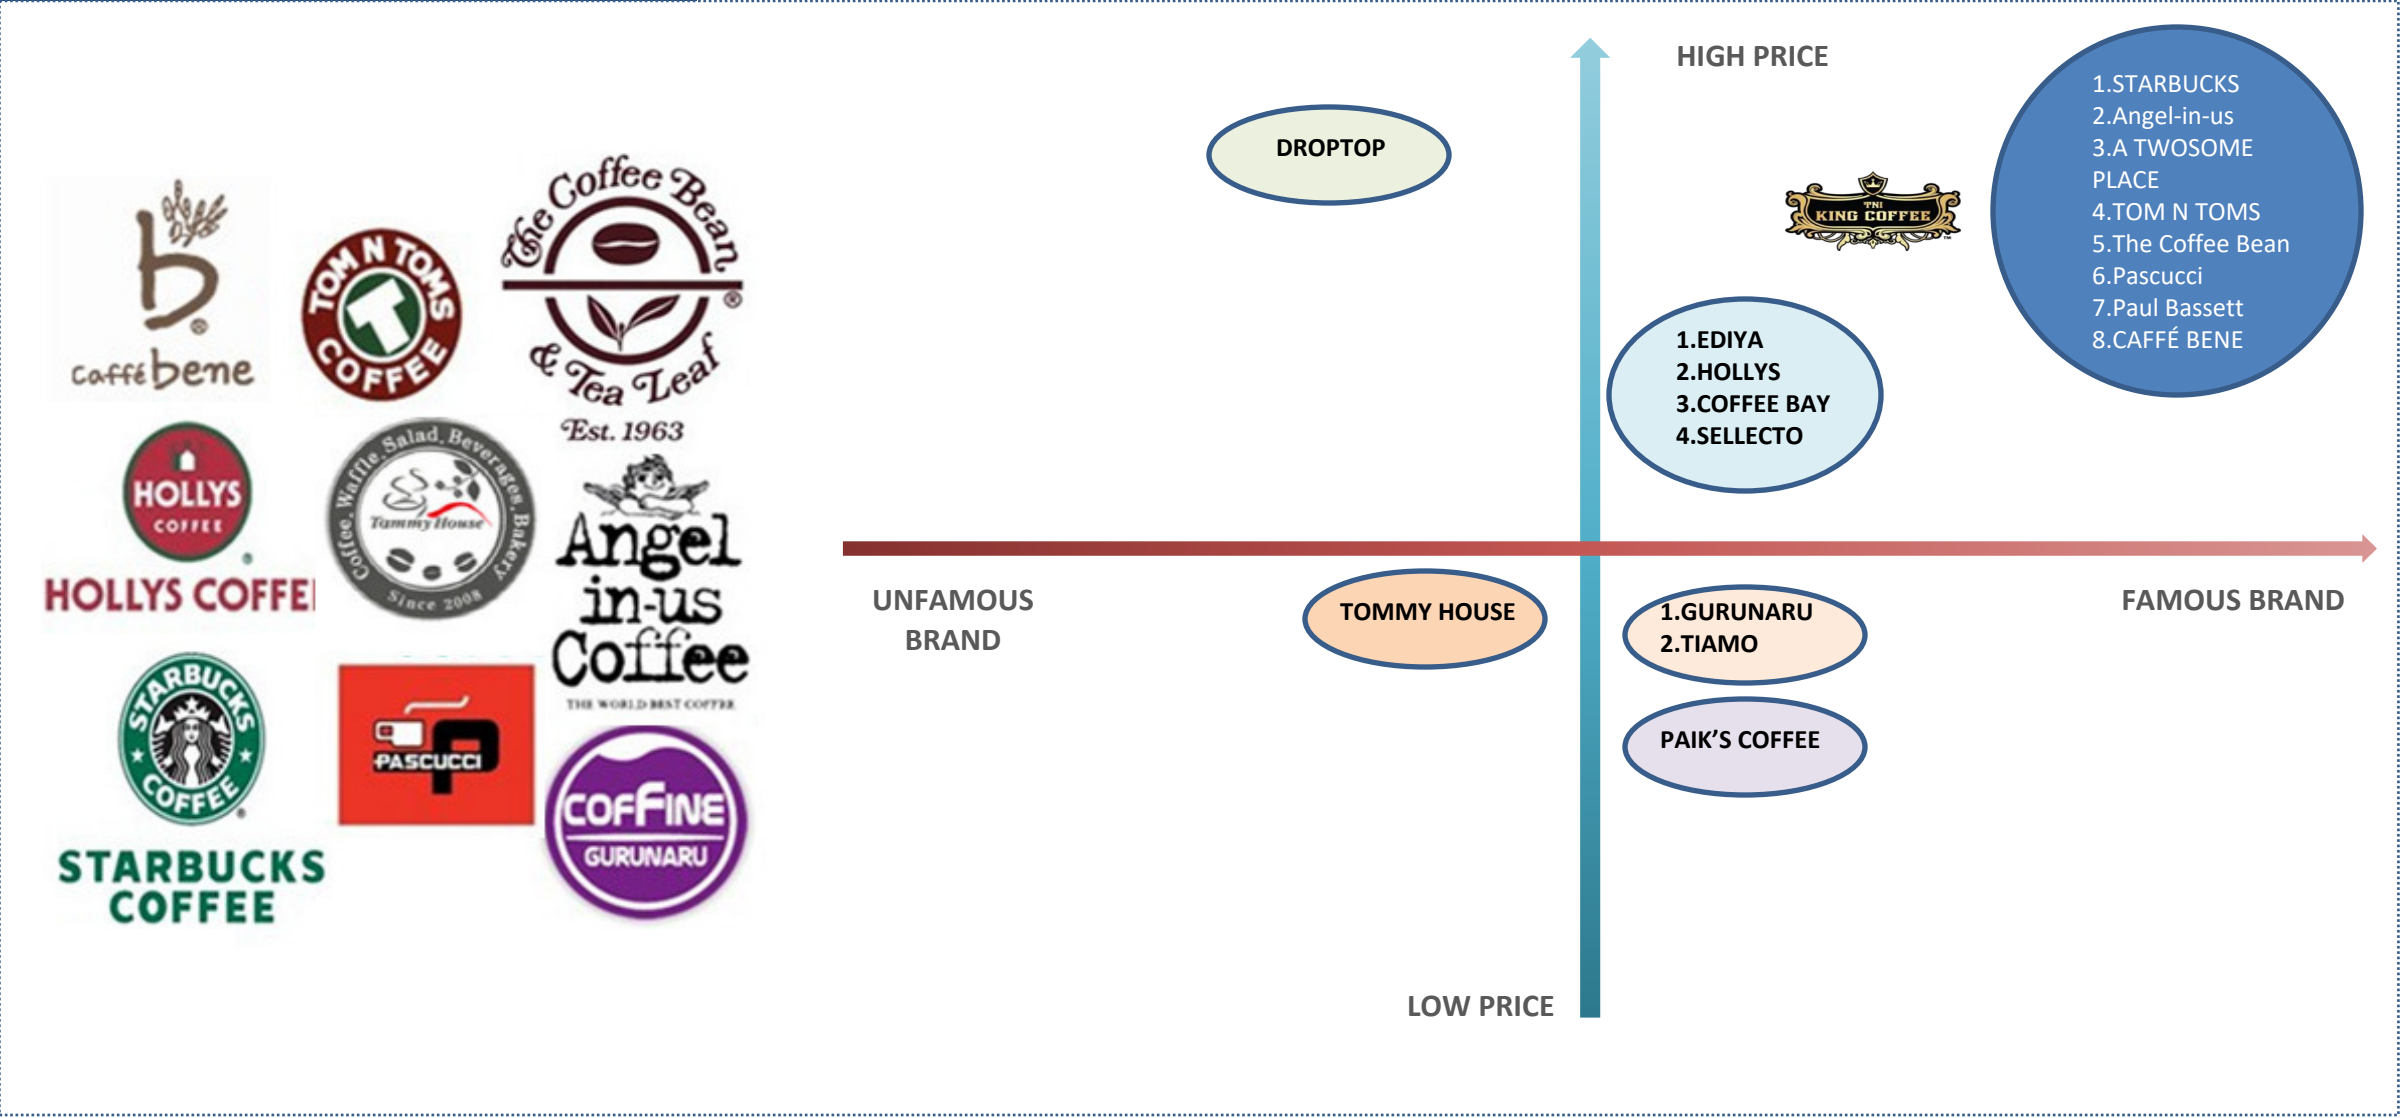 caffé bene
TOM N TOMS
COFFEE
The Coffee Bean
& Tea Leaf
Est. 1963
HOLLYS
COFFEE
HOLLYS COFFE
Coffee, Waffle, Salad, Beverages, Bakery
Tammy House
Since 2008
Angel
in-us
Coffee
THE WORLD BEST COFFEE
STARBUCKS
COFFEE
STARBUCKS
COFFEE
PASCUCCI
COFFINE
GURUNARU
HIGH PRICE
DROPTOP
TNI
KING COFFEE
1.STARBUCKS
2.Angel-in-us
3.A TWOSOME
PLACE
4.TOM N TOMS
5.The Coffee Bean
6.Pascucci
7.Paul Bassett
8.CAFFÉ BENE
1.EDIYA
2.HOLLYS
3.COFFEE BAY
4.SELLECTO
UNFAMOUS
BRAND
FAMOUS BRAND
TOMMY HOUSE
1.GURUNARU
2.TIAMO
PAIK’S COFFEE
LOW PRICE